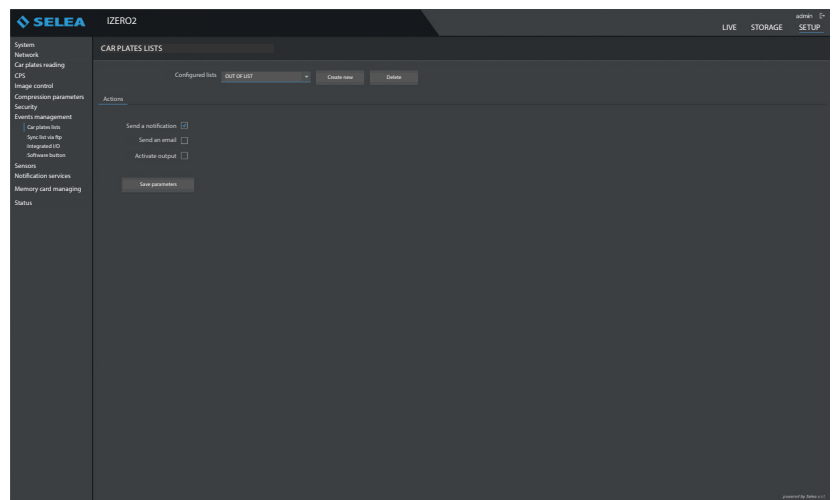 SELEA
IZERO2
admin
LIVE STORAGE SETUP
System
Network
Car plates reading
CPS
Image control
Compression parameters
Security
Events management
Car plates lists
Sync list via ftp
Integrated I/O
Software button
Sensors
Notification services
Memory card managing
Status
CAR PLATES LISTS
Configured lists OUT OF LIST Create new Delete
Actions
Send a notification
Send an email
Activate output
Save parameters
powered by Selea s.r.l